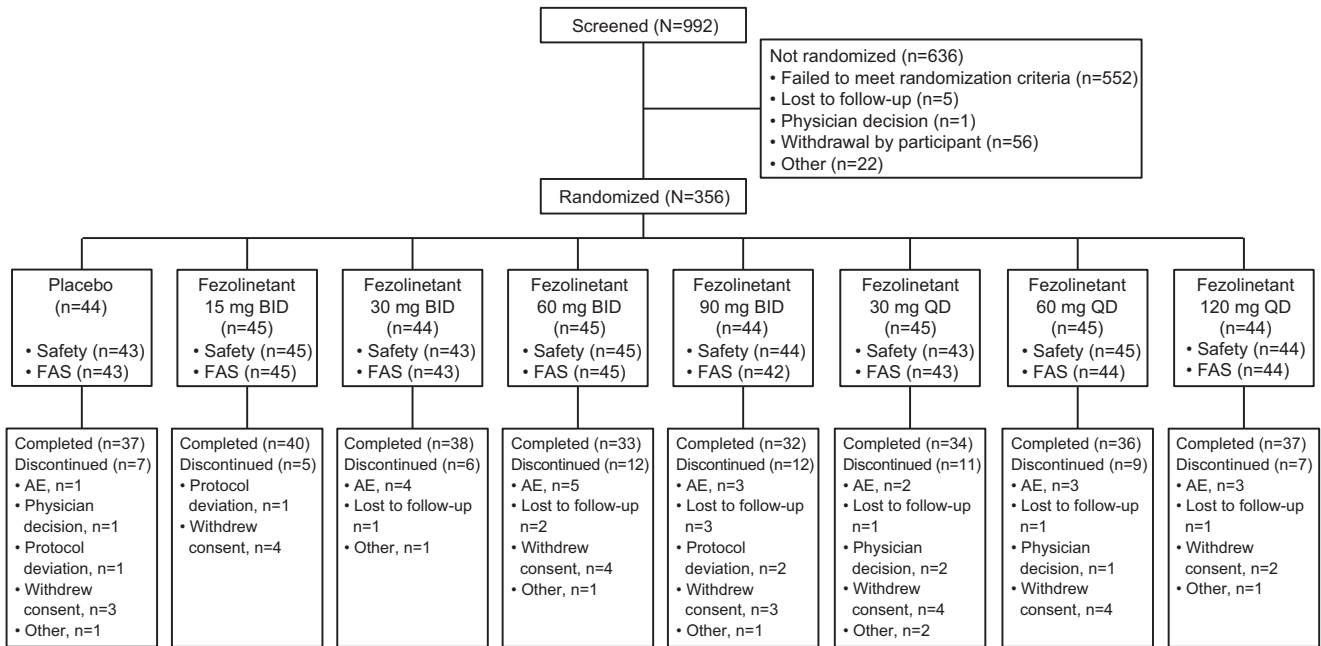 Screened (N=992)
Not randomized (n=636)
• Failed to meet randomization criteria (n=552)
• Lost to follow-up (n=5)
• Physician decision (n=1)
• Withdrawal by participant (n=56)
• Other (n=22)
Randomized (N=356)
Placebo
(n=44)
• Safety (n=43)
• FAS (n=43)
Fezolinetant
15 mg BID
(n=45)
• Safety (n=45)
• FAS (n=45)
Fezolinetant
30 mg BID
(n=44)
• Safety (n=43)
• FAS (n=43)
Fezolinetant
60 mg BID
(n=45)
• Safety (n=45)
• FAS (n=45)
Fezolinetant
90 mg BID
(n=44)
• Safety (n=44)
• FAS (n=42)
Fezolinetant
30 mg QD
(n=45)
• Safety (n=43)
• FAS (n=43)
Fezolinetant
60 mg QD
(n=45)
• Safety (n=45)
• FAS (n=44)
Fezolinetant
120 mg QD
(n=44)
• Safety (n=44)
• FAS (n=44)
Completed (n=37)
Discontinued (n=7)
• AE, n=1
• Physician
decision, n=1
• Protocol
deviation, n=1
• Withdrew
consent, n=3
• Other, n=1
Completed (n=40)
Discontinued (n=5)
• Protocol
deviation, n=1
• Withdrew
consent, n=4
Completed (n=38)
Discontinued (n=6)
• AE, n=4
• Lost to follow-up
n=1
• Other, n=1
Completed (n=33)
Discontinued (n=12)
• AE, n=5
• Lost to follow-up
n=2
• Withdrew
consent, n=4
• Other, n=1
Completed (n=32)
Discontinued (n=12)
• AE, n=3
• Lost to follow-up
n=3
• Protocol
deviation, n=2
• Withdrew
consent, n=3
• Other, n=1
Completed (n=34)
Discontinued (n=11)
• AE, n=2
• Lost to follow-up
n=1
• Physician
decision, n=2
• Withdrew
consent, n=4
• Other, n=2
Completed (n=36)
Discontinued (n=9)
• AE, n=3
• Lost to follow-up
n=1
• Physician
decision, n=1
• Withdrew
consent, n=4
Completed (n=37)
Discontinued (n=7)
• AE, n=3
• Lost to follow-up
n=1
• Withdrew
consent, n=2
• Other, n=1